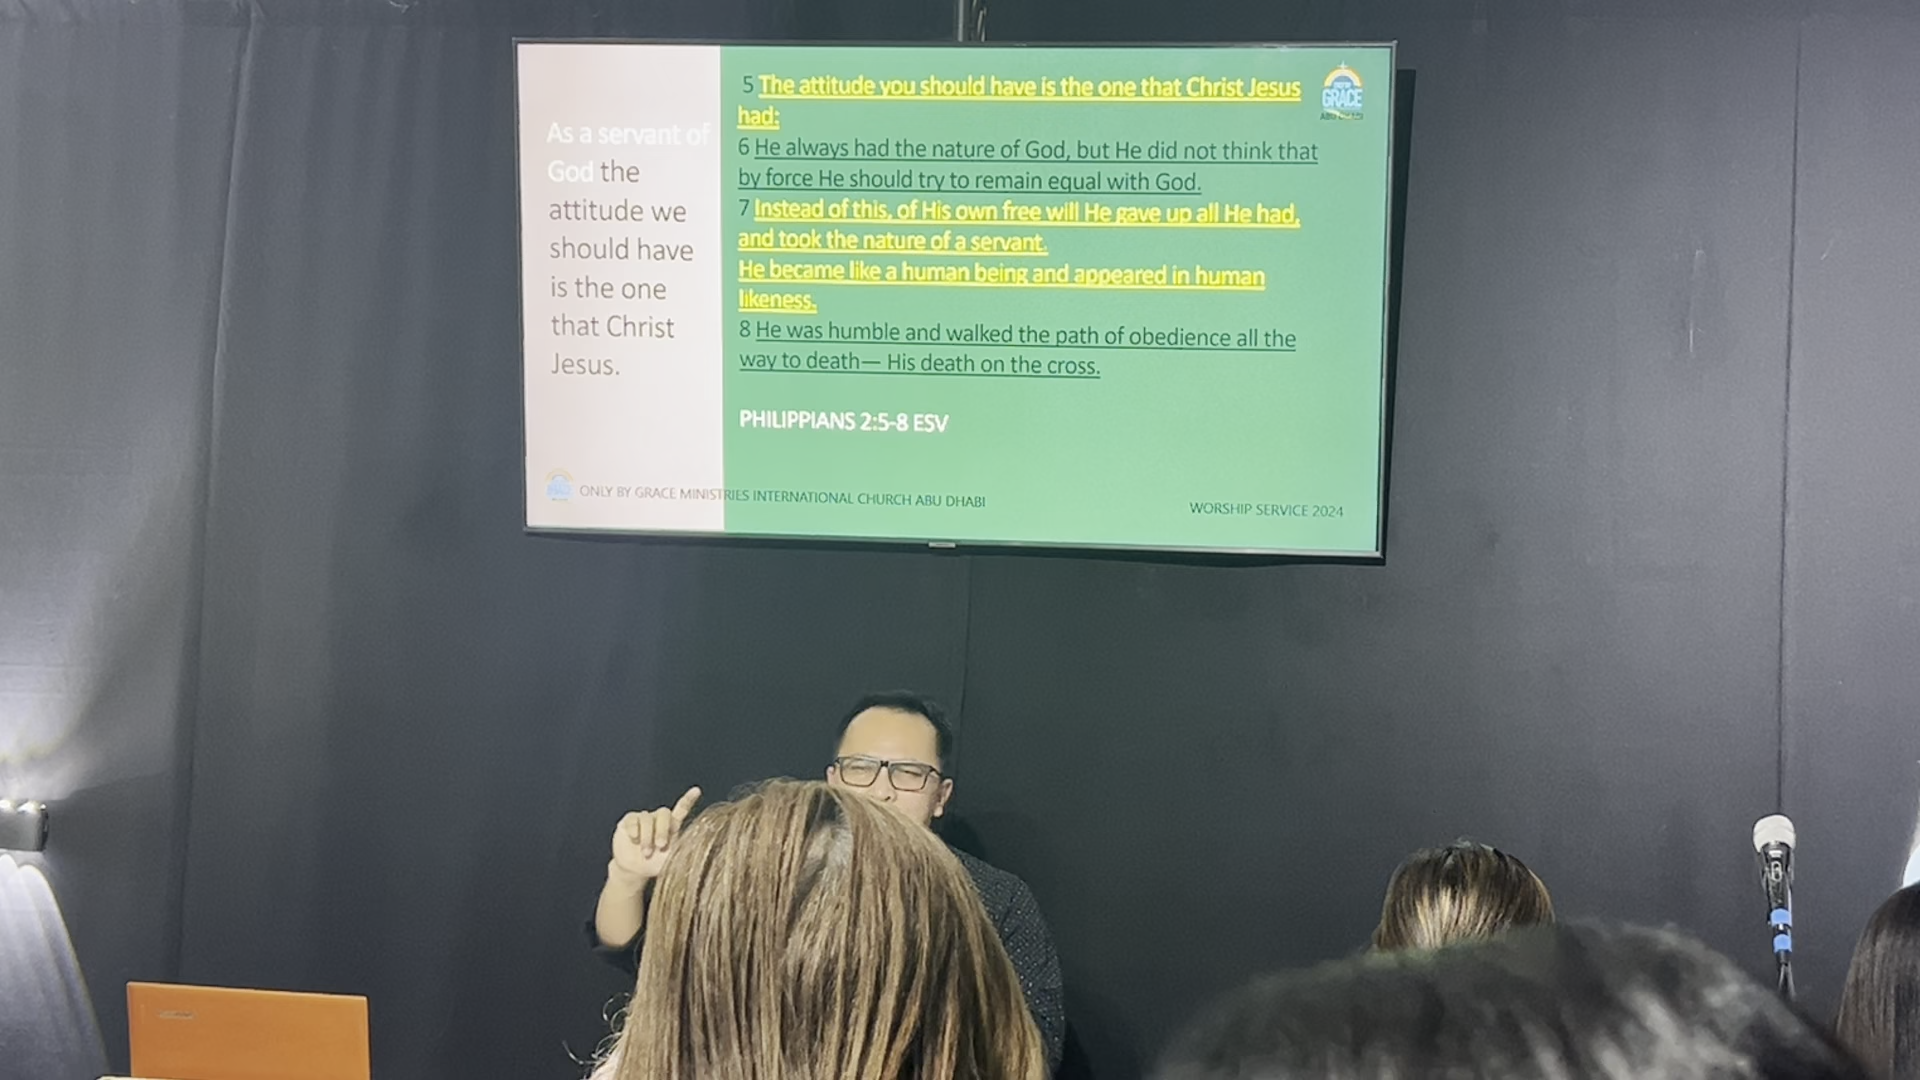 As a servant of
God the
attitude we
should have
is the one
that Christ
Jesus.
5 The attitude you should have is the one that Christ Jesus
had:
6 He always had the nature of God, but He did not think that
by force He should try to remain equal with God.
7 Instead of this, of His own free will He gave up all He had,
and took the nature of a servant.
He became like a human being and appeared in human
likeness.
8 He was humble and walked the path of obedience all the
way to death— His death on the cross.
PHILIPPIANS 2:5-8 ESV
GRACE
ABU DHABI
ONLY BY GRACE MINISTRIES INTERNATIONAL CHURCH ABU DHABI
WORSHIP SERVICE 2024